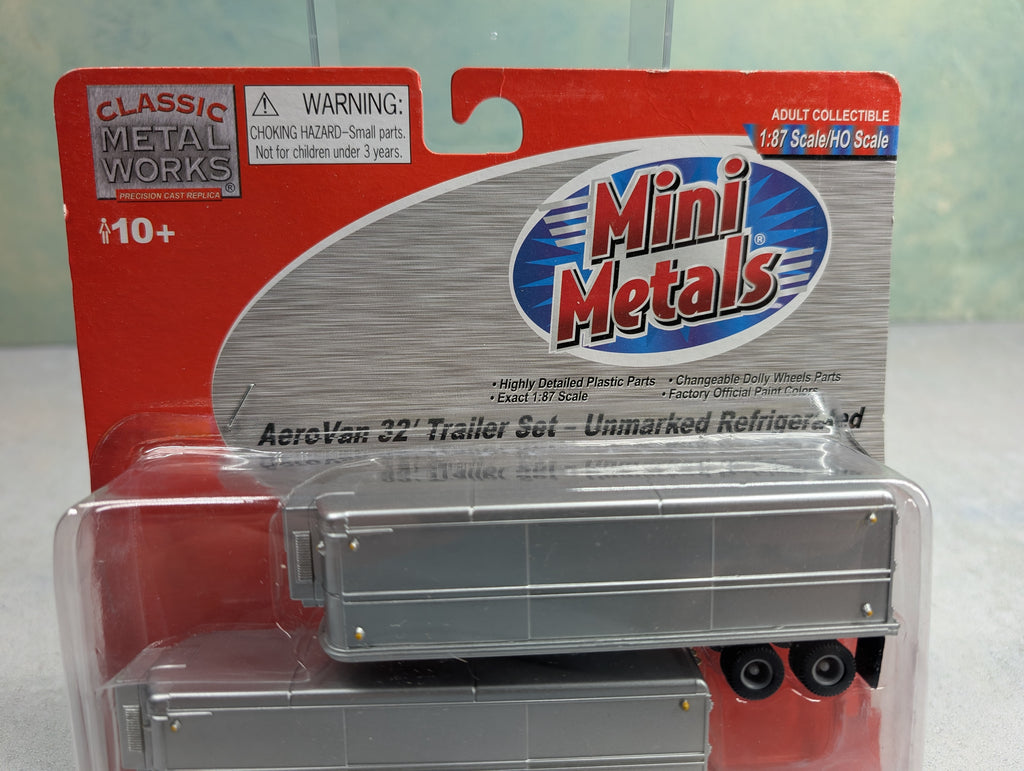 CLASSIC
METAL
WORKS®
PRECISION CAST REPLICA
10+
WARNING:
CHOKING HAZARD–Small parts.
Not for children under 3 years.
ADULT COLLECTIBLE
1:87 Scale/HO Scale
Mini
Metals®
• Highly Detailed Plastic Parts
• Exact 1:87 Scale
• Changeable Dolly Wheels Parts
• Factory Official Paint Colors
AeroVan 32' Trailer Set – Unmarked Refrigerated